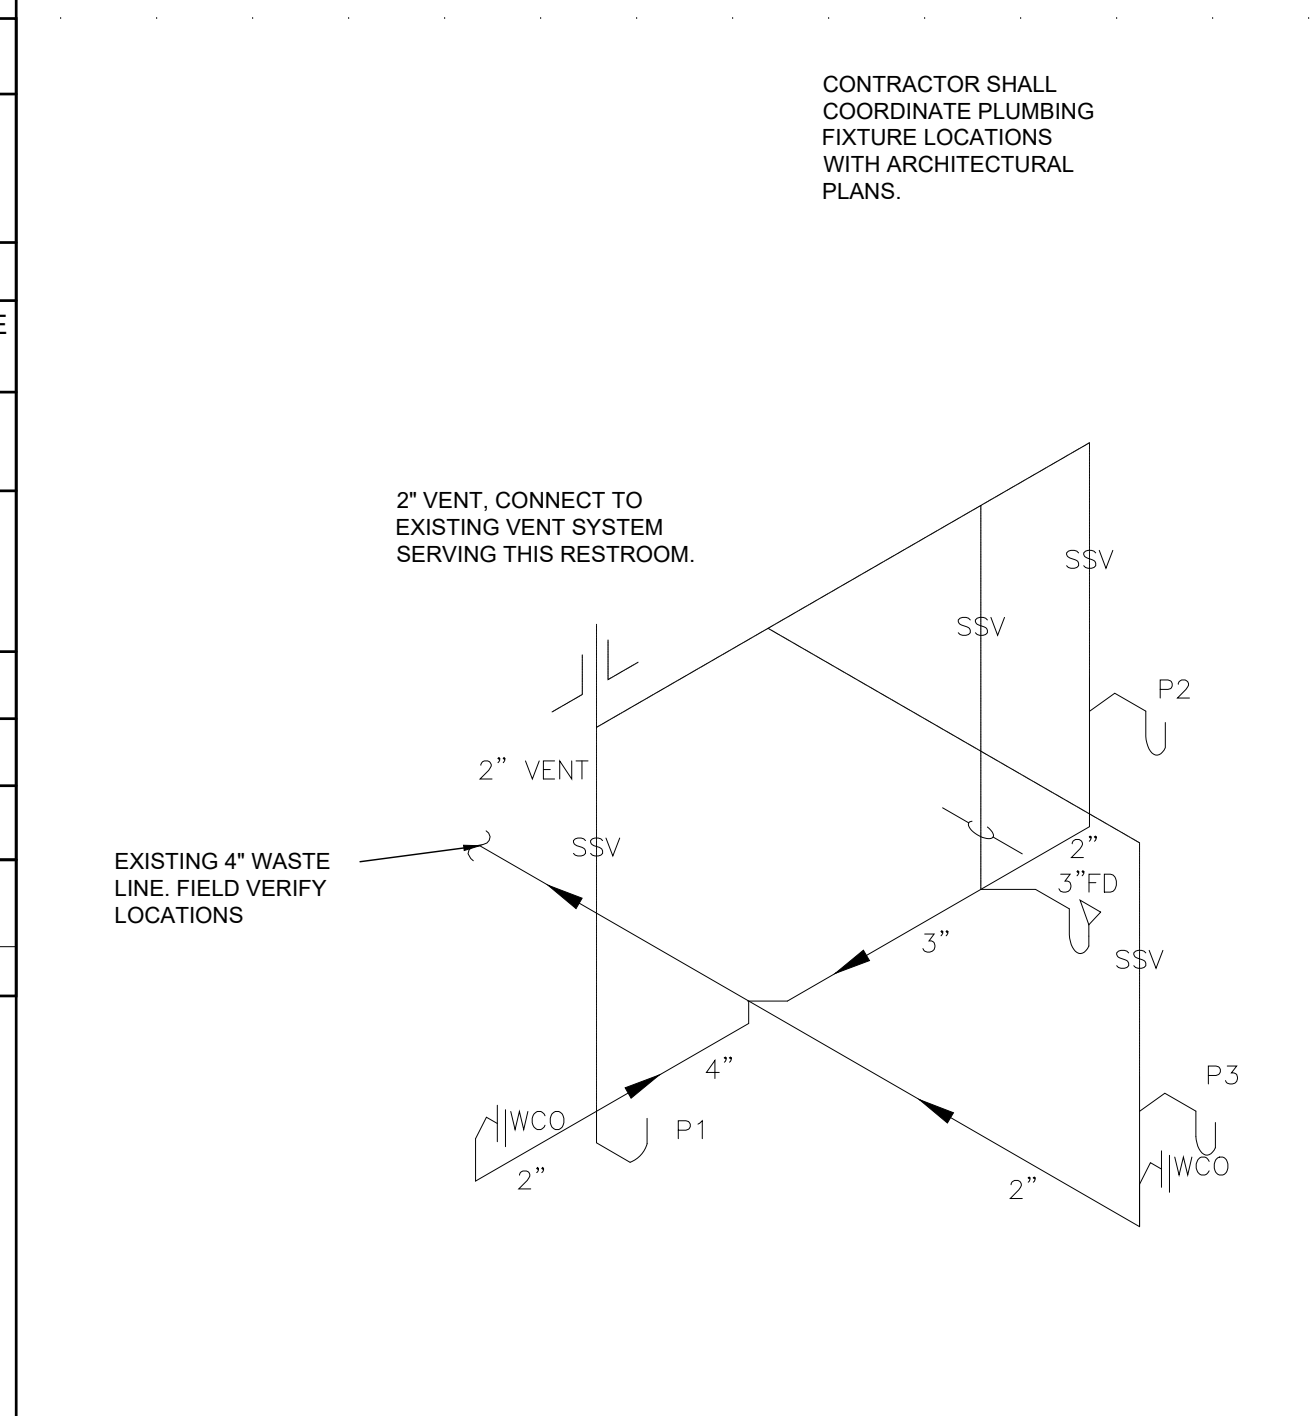 CONTRACTOR SHALL
COORDINATE PLUMBING
FIXTURE LOCATIONS
WITH ARCHITECTURAL
PLANS.
E
2" VENT, CONNECT TO
EXISTING VENT SYSTEM
SERVING THIS RESTROOM.
SSV
SSV
P2
2” VENT
SSV
2”
EXISTING 4" WASTE
LINE. FIELD VERIFY
LOCATIONS
3”FD
3”
SSV
4”
P3
WCO
P1
2”
WCO
2”